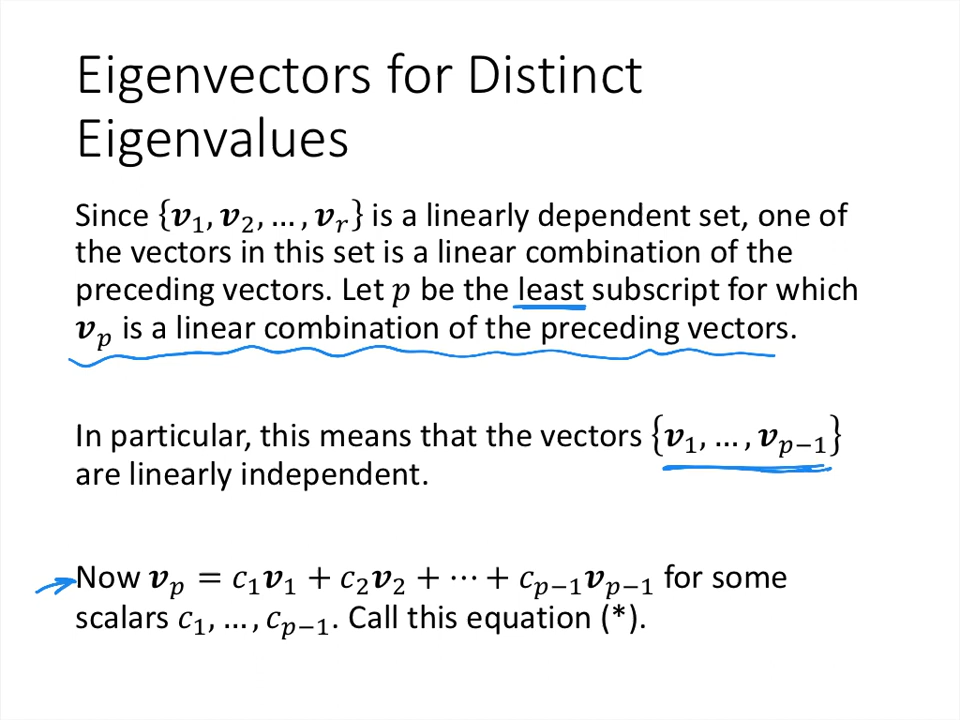 Eigenvectors for Distinct
Eigenvalues
Since {𝒗₁, 𝒗₂, … , 𝒗ᵣ} is a linearly dependent set, one of
the vectors in this set is a linear combination of the
preceding vectors. Let 𝑝 be the least subscript for which
𝒗ₚ is a linear combination of the preceding vectors.
In particular, this means that the vectors {𝒗₁, … , 𝒗ₚ₋₁}
are linearly independent.
Now 𝒗ₚ = 𝑐₁𝒗₁ + 𝑐₂𝒗₂ + ⋯ + 𝑐ₚ₋₁𝒗ₚ₋₁ for some
scalars 𝑐₁, … , 𝑐ₚ₋₁. Call this equation (*).